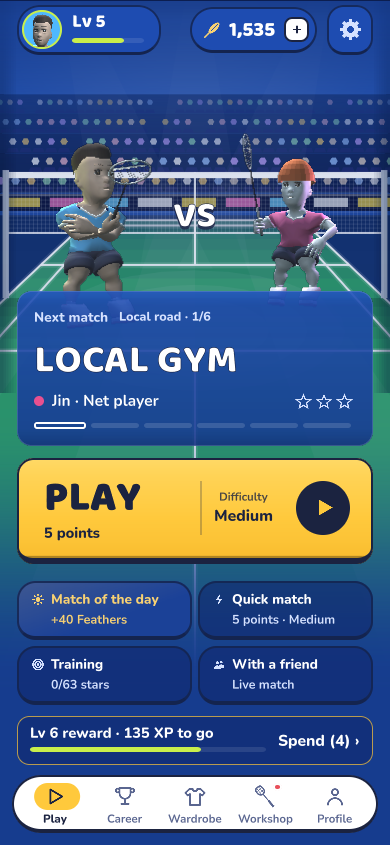 Lv 5
1,535
+
VS
Next match Local road · 1/6
LOCAL GYM
Jin · Net player
PLAY
5 points
Difficulty
Medium
Match of the day
+40 Feathers
Quick match
5 points · Medium
Training
0/63 stars
With a friend
Live match
Lv 6 reward · 135 XP to go
Spend (4) ›
Play
Career
Wardrobe
Workshop
Profile